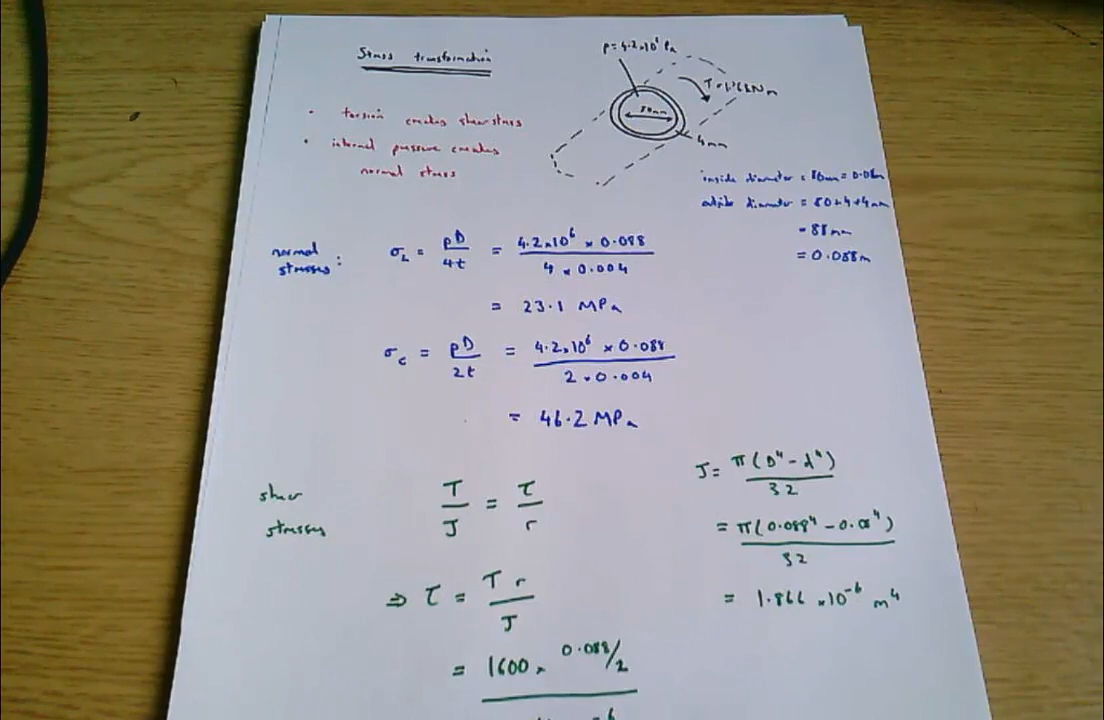 Stress transformation
p = 4.2×10⁶ Pa
T = 1.6 kNm
80mm
4mm
• torsion creates shear stress
• internal pressure creates
normal stress
inside diameter = 80mm = 0.08m
outside diameter = 80+4+4mm
= 88mm
= 0.088m
normal
stresses :
σL = pD/4t = 4.2×10⁶ × 0.088 / 4 × 0.004
= 23.1 MPa
σc = pD/2t = 4.2×10⁶ × 0.088 / 2 × 0.004
= 46.2 MPa
shear
stresses
T/J = τ/r
J = π(D⁴ - d⁴)/32
= π(0.088⁴ - 0.08⁴)/32
= 1.866 ×10⁻⁶ m⁴
⇒ τ = Tr/J
= 1600 × 0.088/2